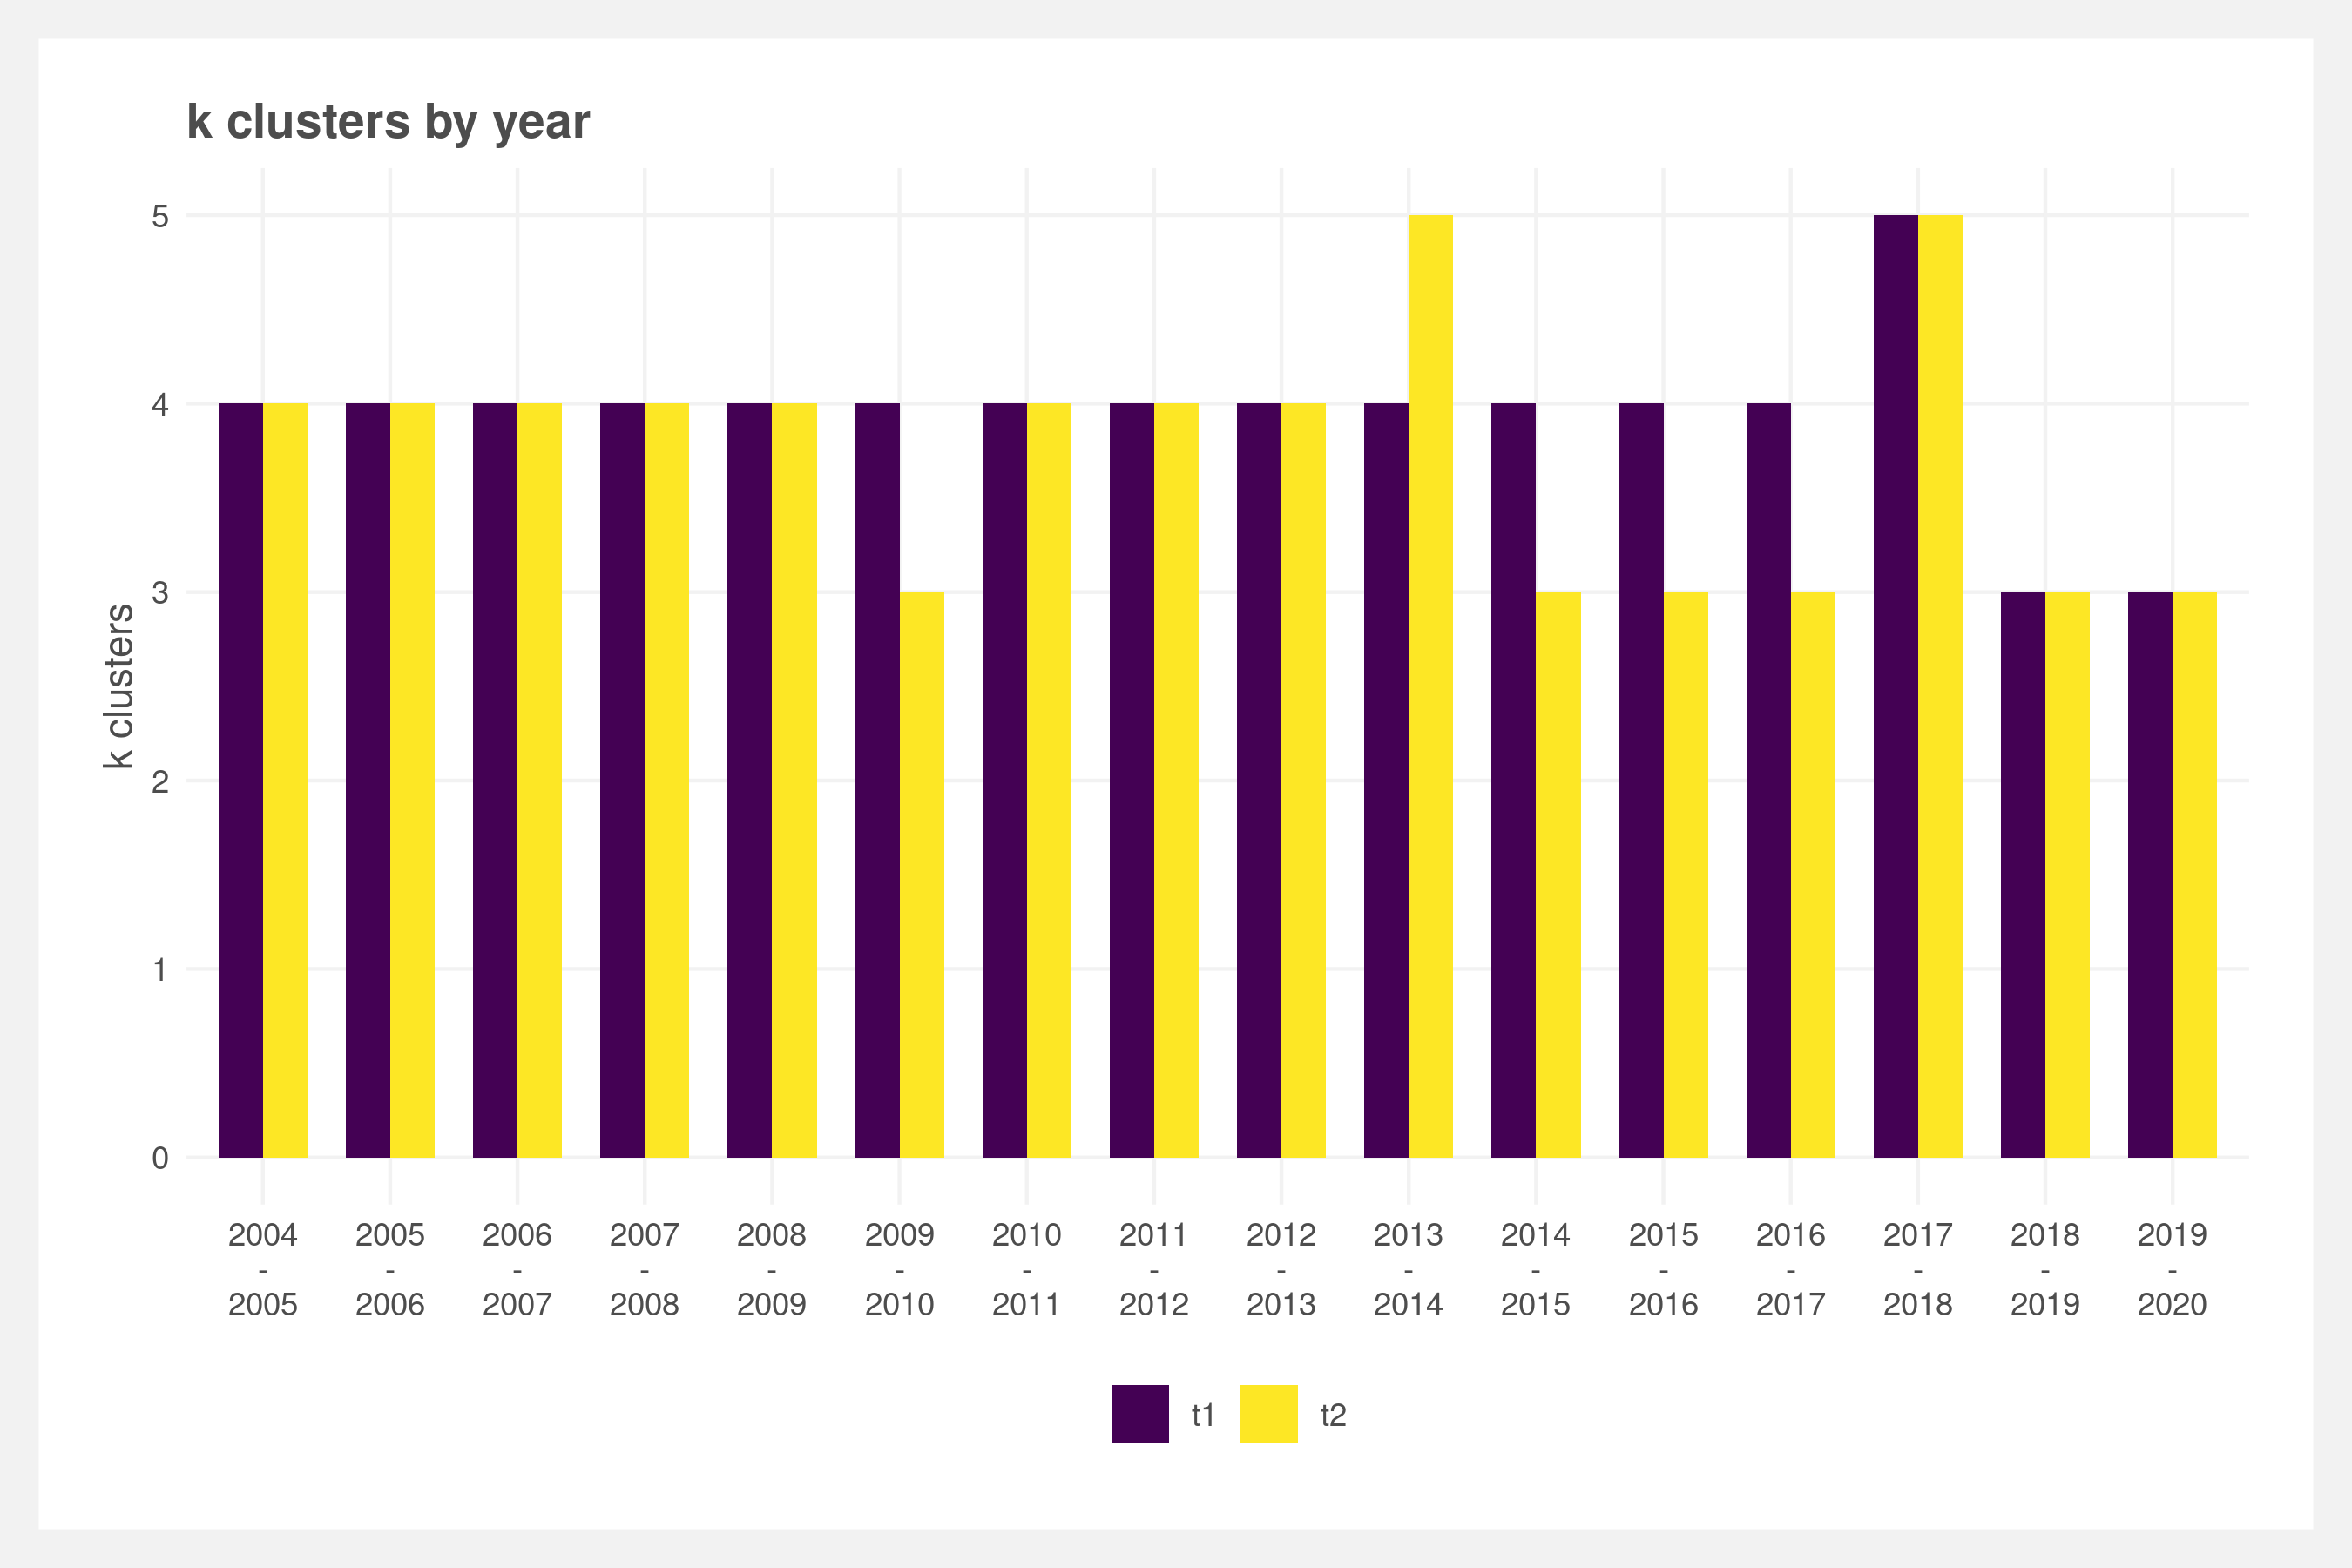 k clusters by year
k clusters
5
4
3
2
1
0
2004 - 2005
2005 - 2006
2006 - 2007
2007 - 2008
2008 - 2009
2009 - 2010
2010 - 2011
2011 - 2012
2012 - 2013
2013 - 2014
2014 - 2015
2015 - 2016
2016 - 2017
2017 - 2018
2018 - 2019
2019 - 2020
t1
t2